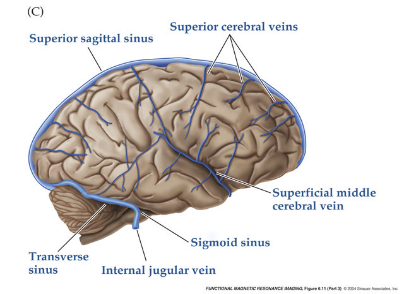 (C)
Superior cerebral veins
Superior sagittal sinus
Superficial middle
cerebral vein
Sigmoid sinus
Transverse
sinus
Internal jugular vein
FUNCTIONAL MAGNETIC RESONANCE IMAGING, Figure 6.11 (Part 3) © 2004 Sinauer Associates, Inc.